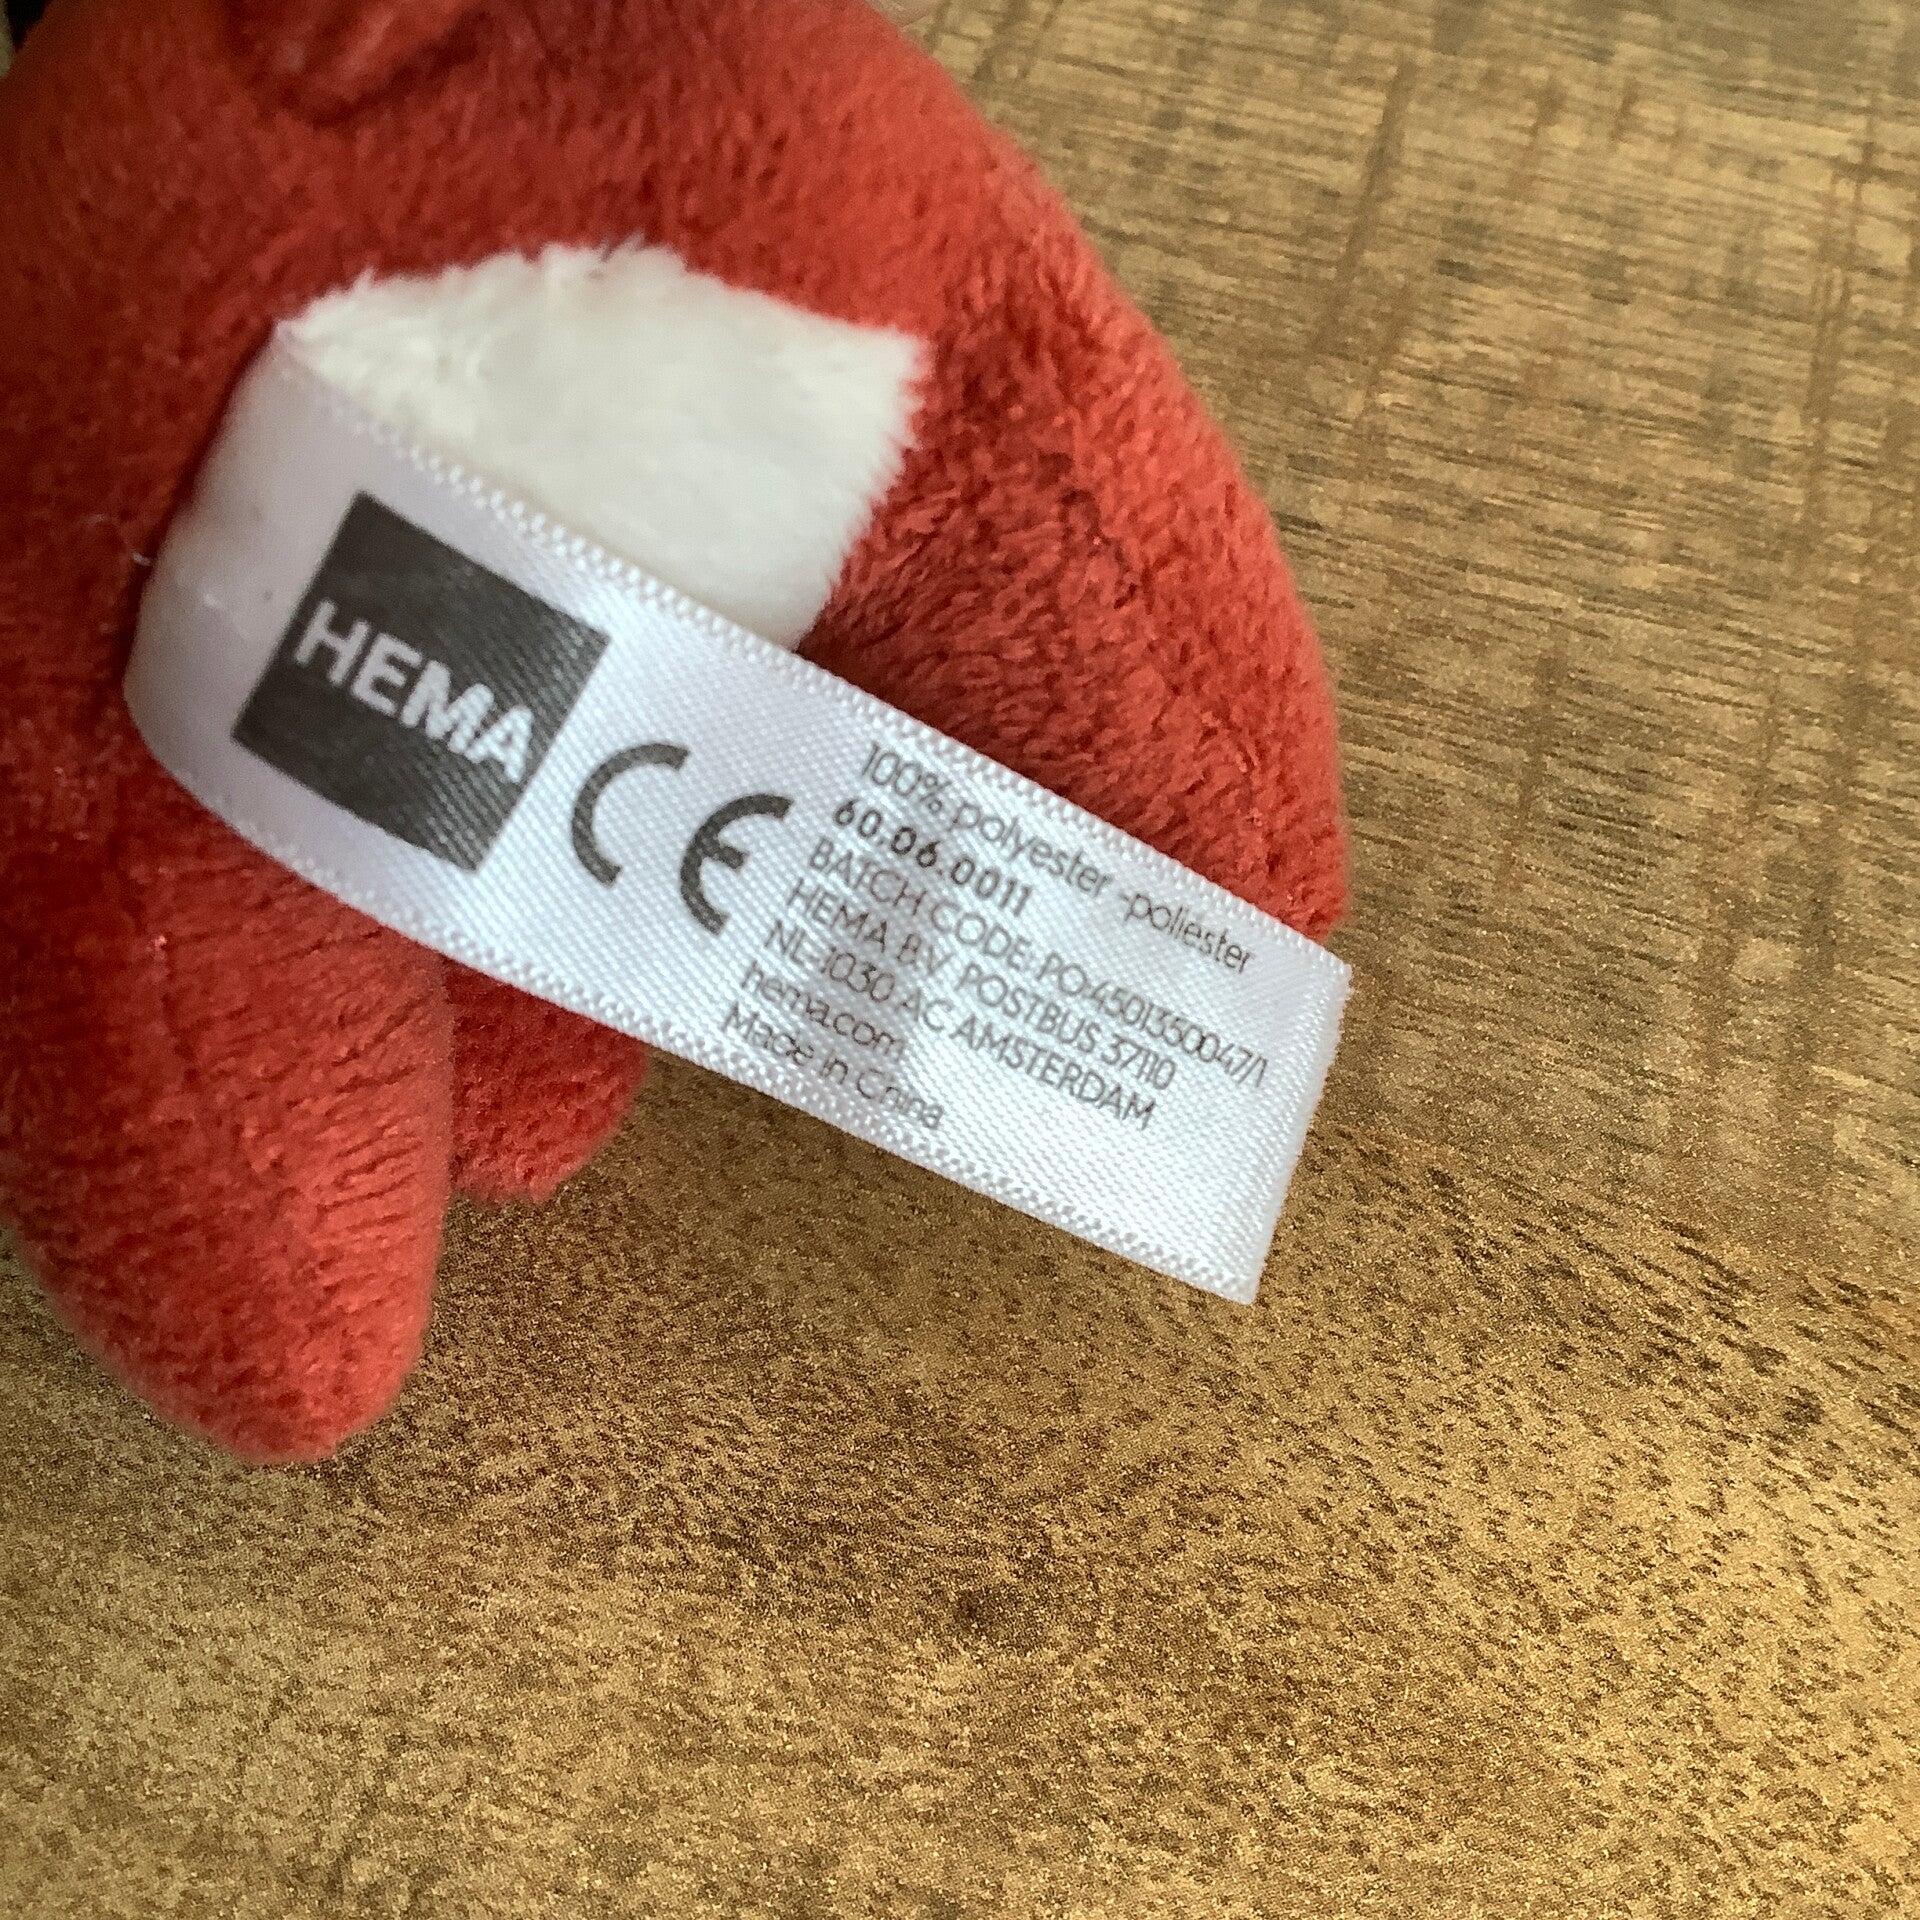 HEMA
CE
100% polyester - poliester
60.06.0011
BATCH CODE: PO:4501350047/1
HEMA B.V. POSTBUS 37110
NL-1030 AC AMSTERDAM
hema.com
Made in China